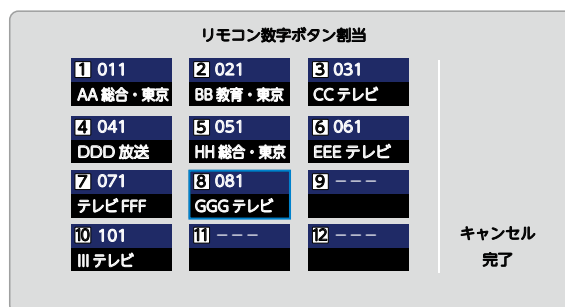 リモコン数字ボタン割当
1 011
AA 総合・東京
2 021
BB 教育・東京
3 031
CC テレビ
4 041
DDD 放送
5 051
HH 総合・東京
6 061
EEE テレビ
7 071
テレビ FFF
8 081
GGG テレビ
9 −−−
10 101
III テレビ
11 −−−
12 −−−
キャンセル
完了